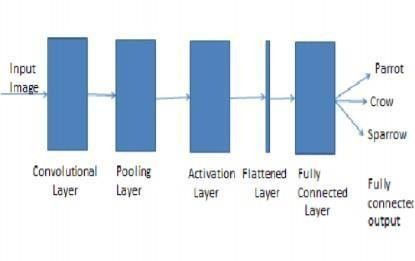 Input
Image
Parrot
Crow
Sparrow
Convolutional
Layer
Pooling
Layer
Activation
Layer
Flattened
Layer
Fully
Connected
Layer
Fully
connected
output